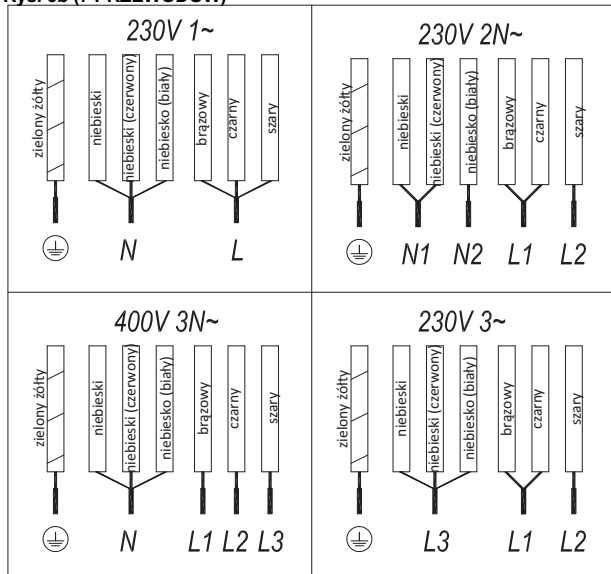 PRZEWODÓW)
230V 1~
zielony żółty
niebieski
niebieski (czerwony)
niebiesko (biały)
brązowy
czarny
szary
N L
230V 2N~
zielony żółty
niebieski
niebieski (czerwony)
niebiesko (biały)
brązowy
czarny
szary
N1 N2 L1 L2
400V 3N~
zielony żółty
niebieski
niebieski (czerwony)
niebiesko (biały)
brązowy
czarny
szary
N L1 L2 L3
230V 3~
zielony żółty
niebieski
niebieski (czerwony)
niebiesko (biały)
brązowy
czarny
szary
L3 L1 L2